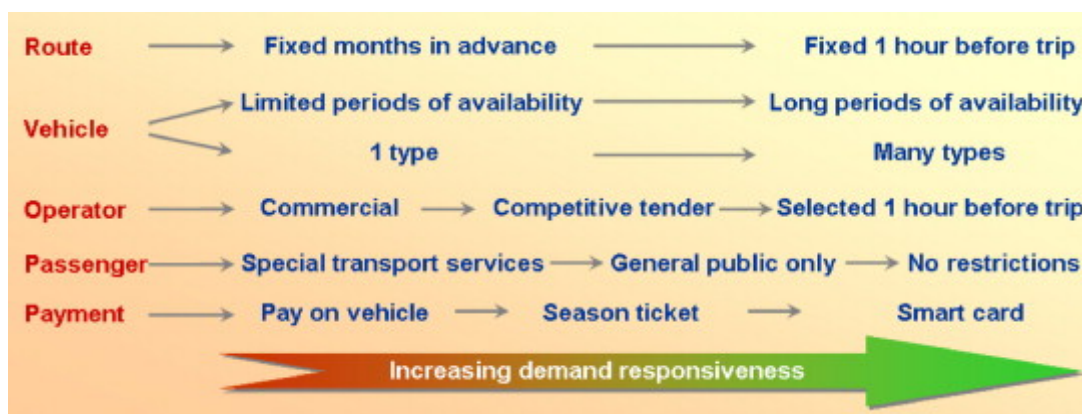 Route Fixed months in advance Fixed 1 hour before trip
Limited periods of availability Long periods of availability
Vehicle
1 type Many types
Operator Commercial Competitive tender Selected 1 hour before trip
Passenger Special transport services General public only No restrictions
Payment Pay on vehicle Season ticket Smart card
Increasing demand responsiveness